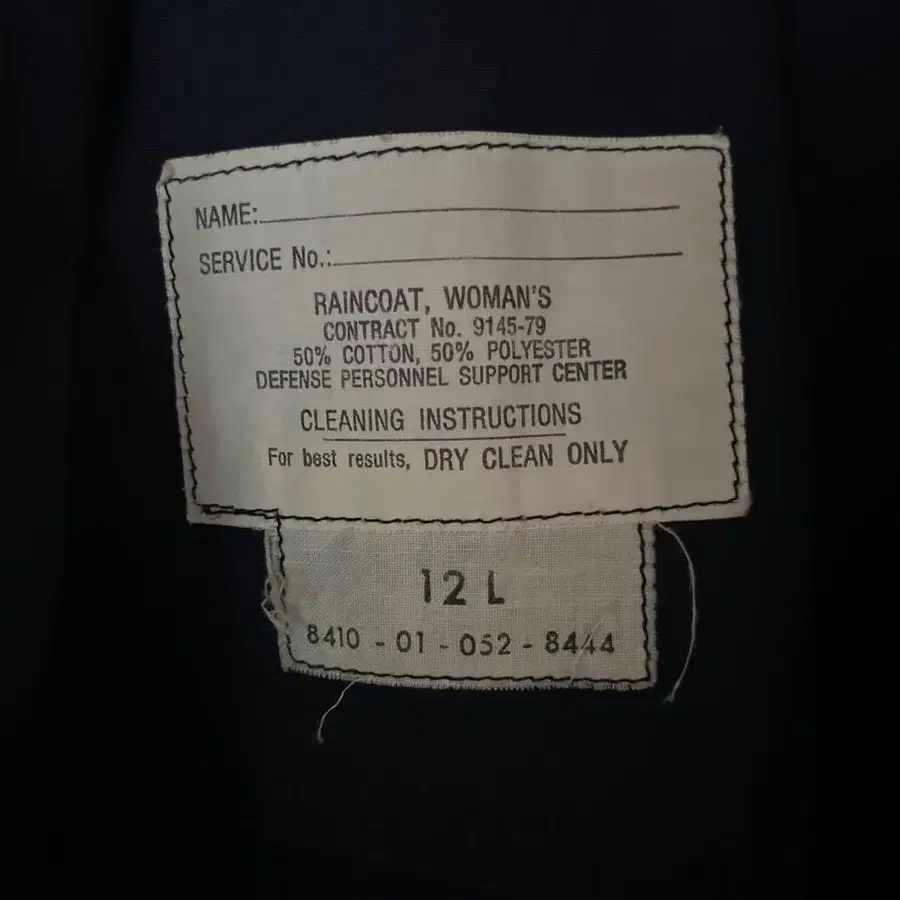 NAME:
SERVICE No.:
RAINCOAT, WOMAN'S
CONTRACT No. 9145-79
50% COTTON, 50% POLYESTER
DEFENSE PERSONNEL SUPPORT CENTER
CLEANING INSTRUCTIONS
For best results, DRY CLEAN ONLY
12 L
8410 - 01 - 052 - 8444